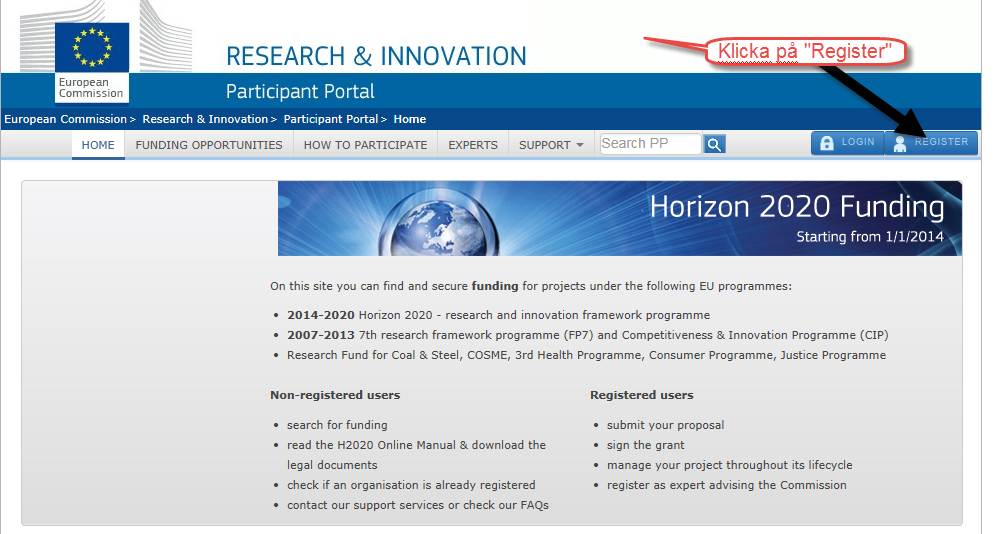 European
Commission
RESEARCH & INNOVATION
Participant Portal
Klicka på "Register"
European Commission > Research & Innovation > Participant Portal > Home
HOME FUNDING OPPORTUNITIES HOW TO PARTICIPATE EXPERTS SUPPORT Search PP LOGIN REGISTER
Horizon 2020 Funding
Starting from 1/1/2014
On this site you can find and secure funding for projects under the following EU programmes:
• 2014-2020 Horizon 2020 - research and innovation framework programme
• 2007-2013 7th research framework programme (FP7) and Competitiveness & Innovation Programme (CIP)
• Research Fund for Coal & Steel, COSME, 3rd Health Programme, Consumer Programme, Justice Programme
Non-registered users
• search for funding
• read the H2020 Online Manual & download the
legal documents
• check if an organisation is already registered
• contact our support services or check our FAQs
Registered users
• submit your proposal
• sign the grant
• manage your project throughout its lifecycle
• register as expert advising the Commission